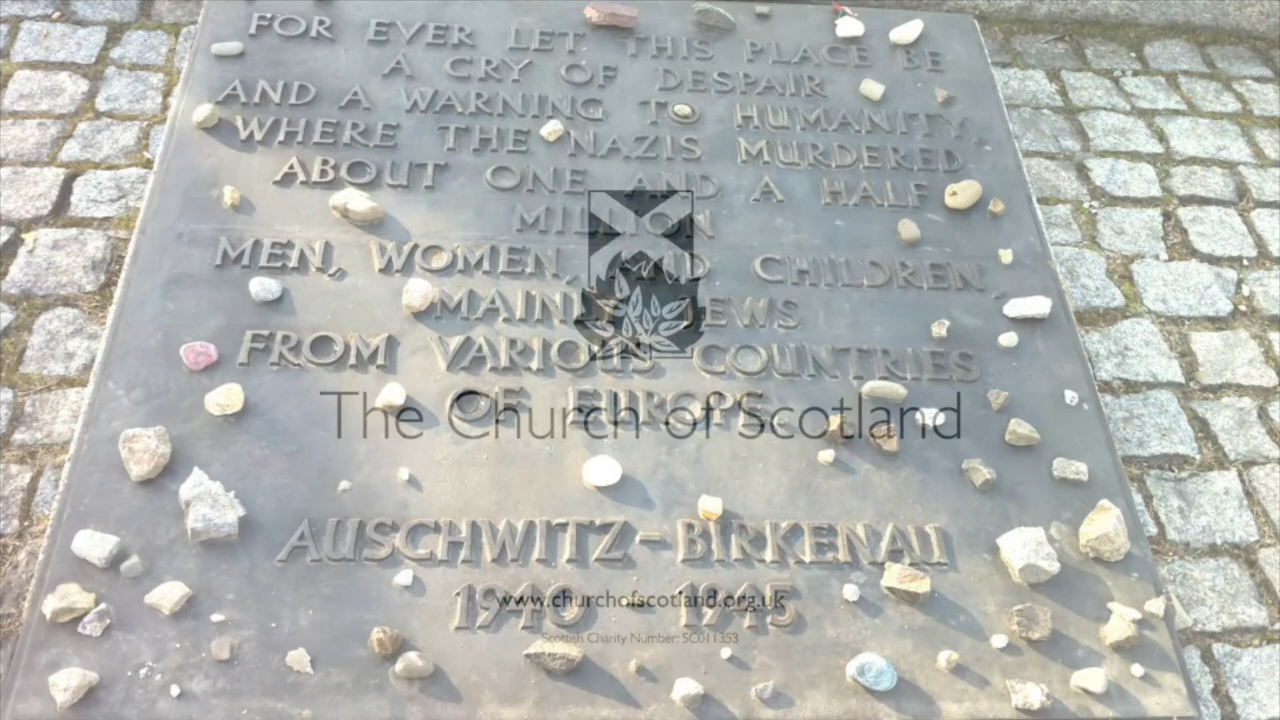 FOR EVER LET THIS PLACE BE
A CRY OF DESPAIR
AND A WARNING TO HUMANITY,
WHERE THE NAZIS MURDERED
ABOUT ONE AND A HALF
MILLION
MEN, WOMEN, AND CHILDREN,
MAINLY JEWS
FROM VARIOUS COUNTRIES
OF EUROPE.
The Church of Scotland
AUSCHWITZ-BIRKENAU
1940 1945
www.churchofscotland.org.uk
Scottish Charity Number: SC011353